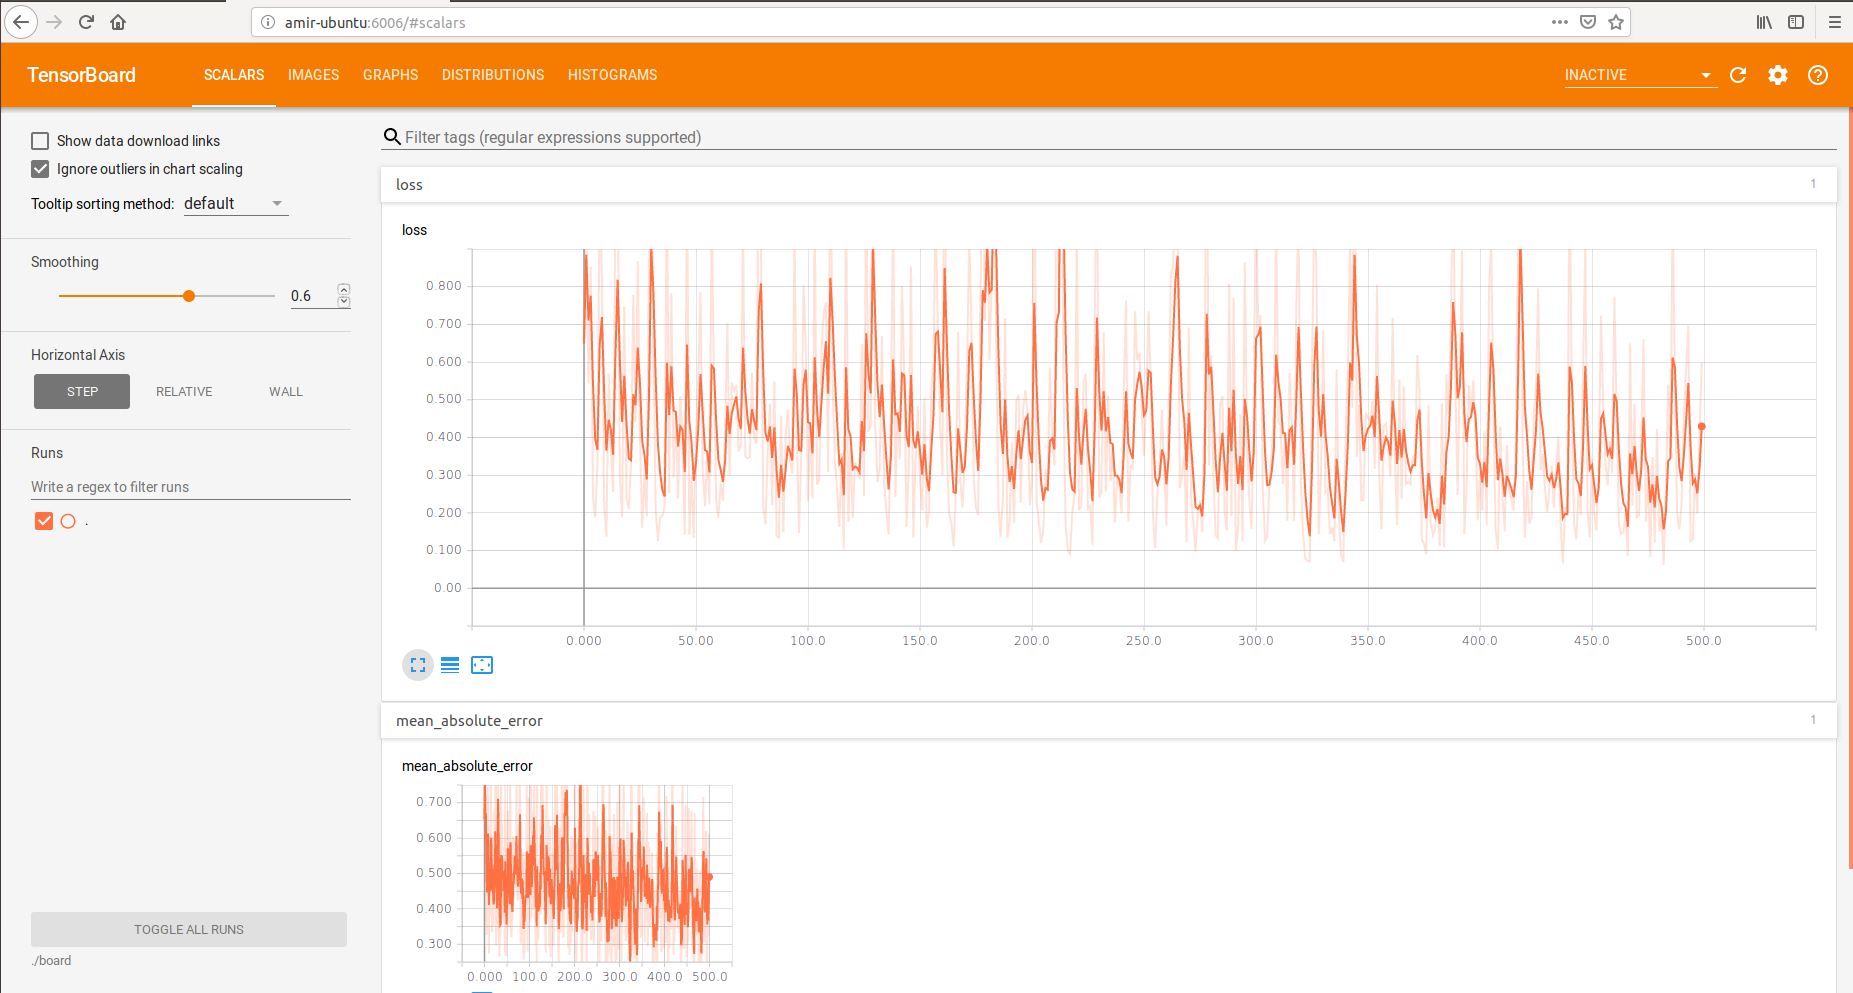 amir-ubuntu:6006/#scalars
TensorBoard SCALARS IMAGES GRAPHS DISTRIBUTIONS HISTOGRAMS INACTIVE
Show data download links
Ignore outliers in chart scaling
Tooltip sorting method: default
Smoothing
0.6
Horizontal Axis
STEP RELATIVE WALL
Runs
Write a regex to filter runs
.
TOGGLE ALL RUNS
./board
Filter tags (regular expressions supported)
loss 1
loss
0.800
0.700
0.600
0.500
0.400
0.300
0.200
0.100
0.00
0.000 50.00 100.0 150.0 200.0 250.0 300.0 350.0 400.0 450.0 500.0
mean_absolute_error 1
mean_absolute_error
0.700
0.600
0.500
0.400
0.300
0.000 100.0 200.0 300.0 400.0 500.0